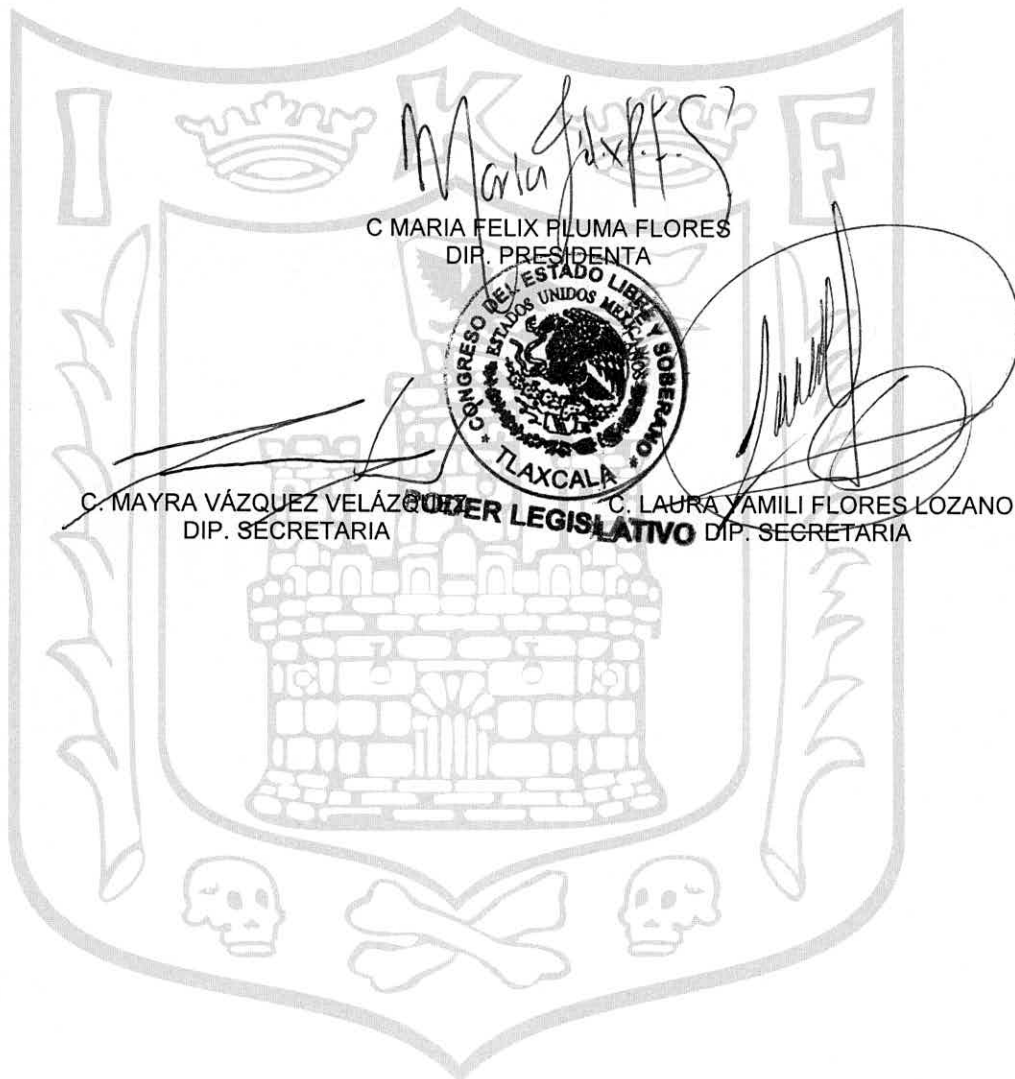 I K F
Maria
C MARIA FELIX PLUMA FLORES
DIP. PRESIDENTA
CONGRESO DEL ESTADO LIBRE Y SOBERANO
ESTADOS UNIDOS MEXICANOS
* TLAXCALA *
PODER LEGISLATIVO
C. MAYRA VÁZQUEZ VELÁZQUEZ
DIP. SECRETARIA
C. LAURA YAMILI FLORES LOZANO
DIP. SECRETARIA